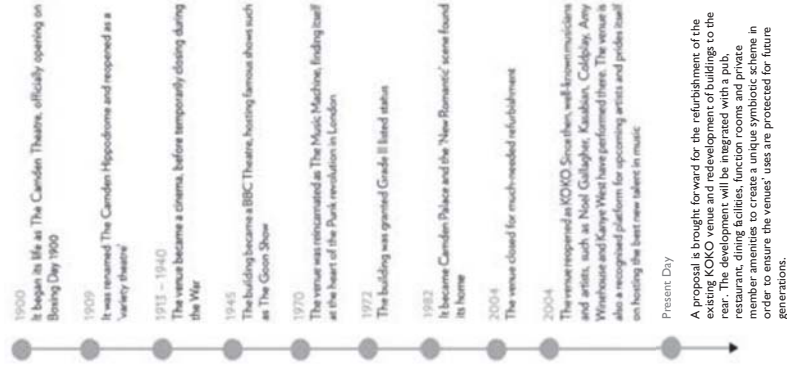 1900
It began its life as The Camden Theatre, officially opening on
Boxing Day 1900
1909
It was renamed The Camden Hippodrome and reopened as a
'variety theatre'
1913 – 1940
The venue became a cinema, before temporarily closing during
the War
1945
The building became a BBC Theatre, hosting famous shows such
as The Goon Show
1970
The venue was reincarnated as The Music Machine, finding itself
at the heart of the Punk revolution in London
1972
The building was granted Grade II listed status
1982
It became Camden Palace and the 'New Romantic' scene found
its home
2004
The venue closed for much-needed refurbishment
2004
The venue reopened as KOKO. Since then, well-known musicians
and artists, such as Noel Gallagher, Kasabian, Coldplay, Amy
Winehouse and Kanye West have performed there. The venue is
also a recognised platform for upcoming artists and prides itself
on hosting the best new talent in music
Present Day
A proposal is brought forward for the refurbishment of the
existing KOKO venue and redevelopment of buildings to the
rear. The development will be integrated with a pub,
restaurant, dining facilities, function rooms and private
member amenities to create a unique symbiotic scheme in
order to ensure the venues' uses are protected for future
generations.